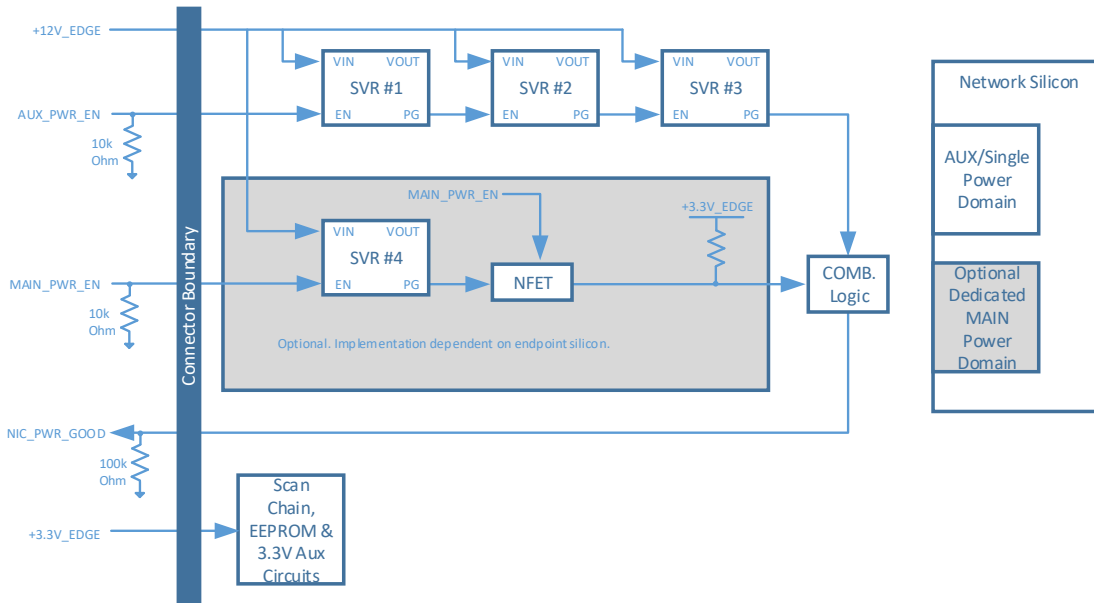 +12V_EDGE
VIN VOUT
SVR #1
EN PG
VIN VOUT
SVR #2
EN PG
VIN VOUT
SVR #3
EN PG
AUX_PWR_EN
10k
Ohm
Network Silicon
AUX/Single
Power
Domain
Optional
Dedicated
MAIN
Power
Domain
MAIN_PWR_EN
+3.3V_EDGE
VIN VOUT
SVR #4
EN PG
NFET
COMB.
Logic
MAIN_PWR_EN
10k
Ohm
Optional. Implementation dependent on endpoint silicon.
Connector Boundary
NIC_PWR_GOOD
100k
Ohm
+3.3V_EDGE
Scan
Chain,
EEPROM &
3.3V Aux
Circuits